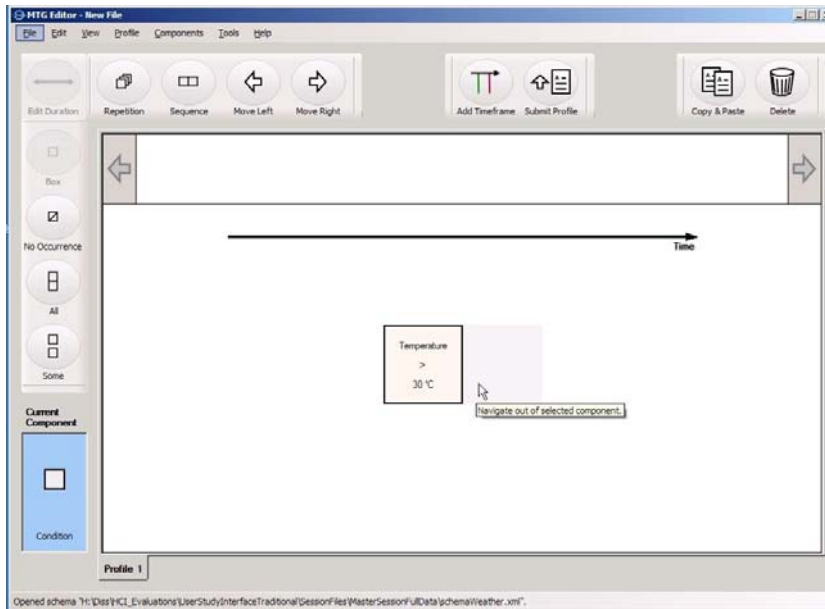 MTG Editor - New File
File Edit View Profile Components Tools Help
Edit Duration Repetition Sequence Move Left Move Right Add Timeframe Submit Profile Copy & Paste Delete
Box
No Occurrence
All
Some
Time
Temperature
>
30 °C
Navigate out of selected component.
Current
Component
Condition
Profile 1
Opened schema "H:\Diss\HCI_Evaluations\UserStudyInterfaceTraditional\SessionFiles\MasterSessionFullData\schemaWeather.xml".